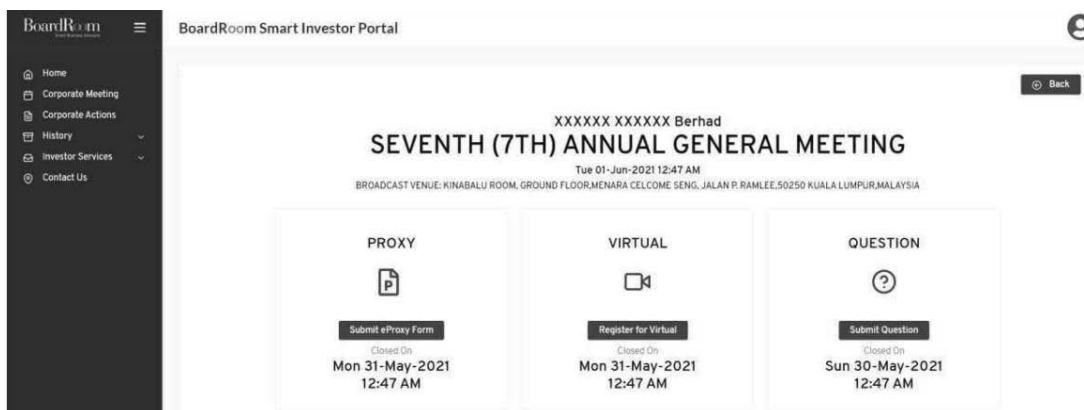 BoardRoom
BoardRoom Smart Investor Portal
Home
Corporate Meeting
Corporate Actions
History
Investor Services
Contact Us
Back
XXXXXX XXXXXX Berhad
SEVENTH (7TH) ANNUAL GENERAL MEETING
Tue 01-Jun-2021 12:47 AM
BROADCAST VENUE: KINABALU ROOM, GROUND FLOOR,MENARA CELCOME SENG, JALAN P. RAMLEE,50250 KUALA LUMPUR,MALAYSIA
PROXY
P
Submit eProxy Form
Closed On
Mon 31-May-2021
12:47 AM
VIRTUAL
Register for Virtual
Closed On
Mon 31-May-2021
12:47 AM
QUESTION
?
Submit Question
Closed On
Sun 30-May-2021
12:47 AM